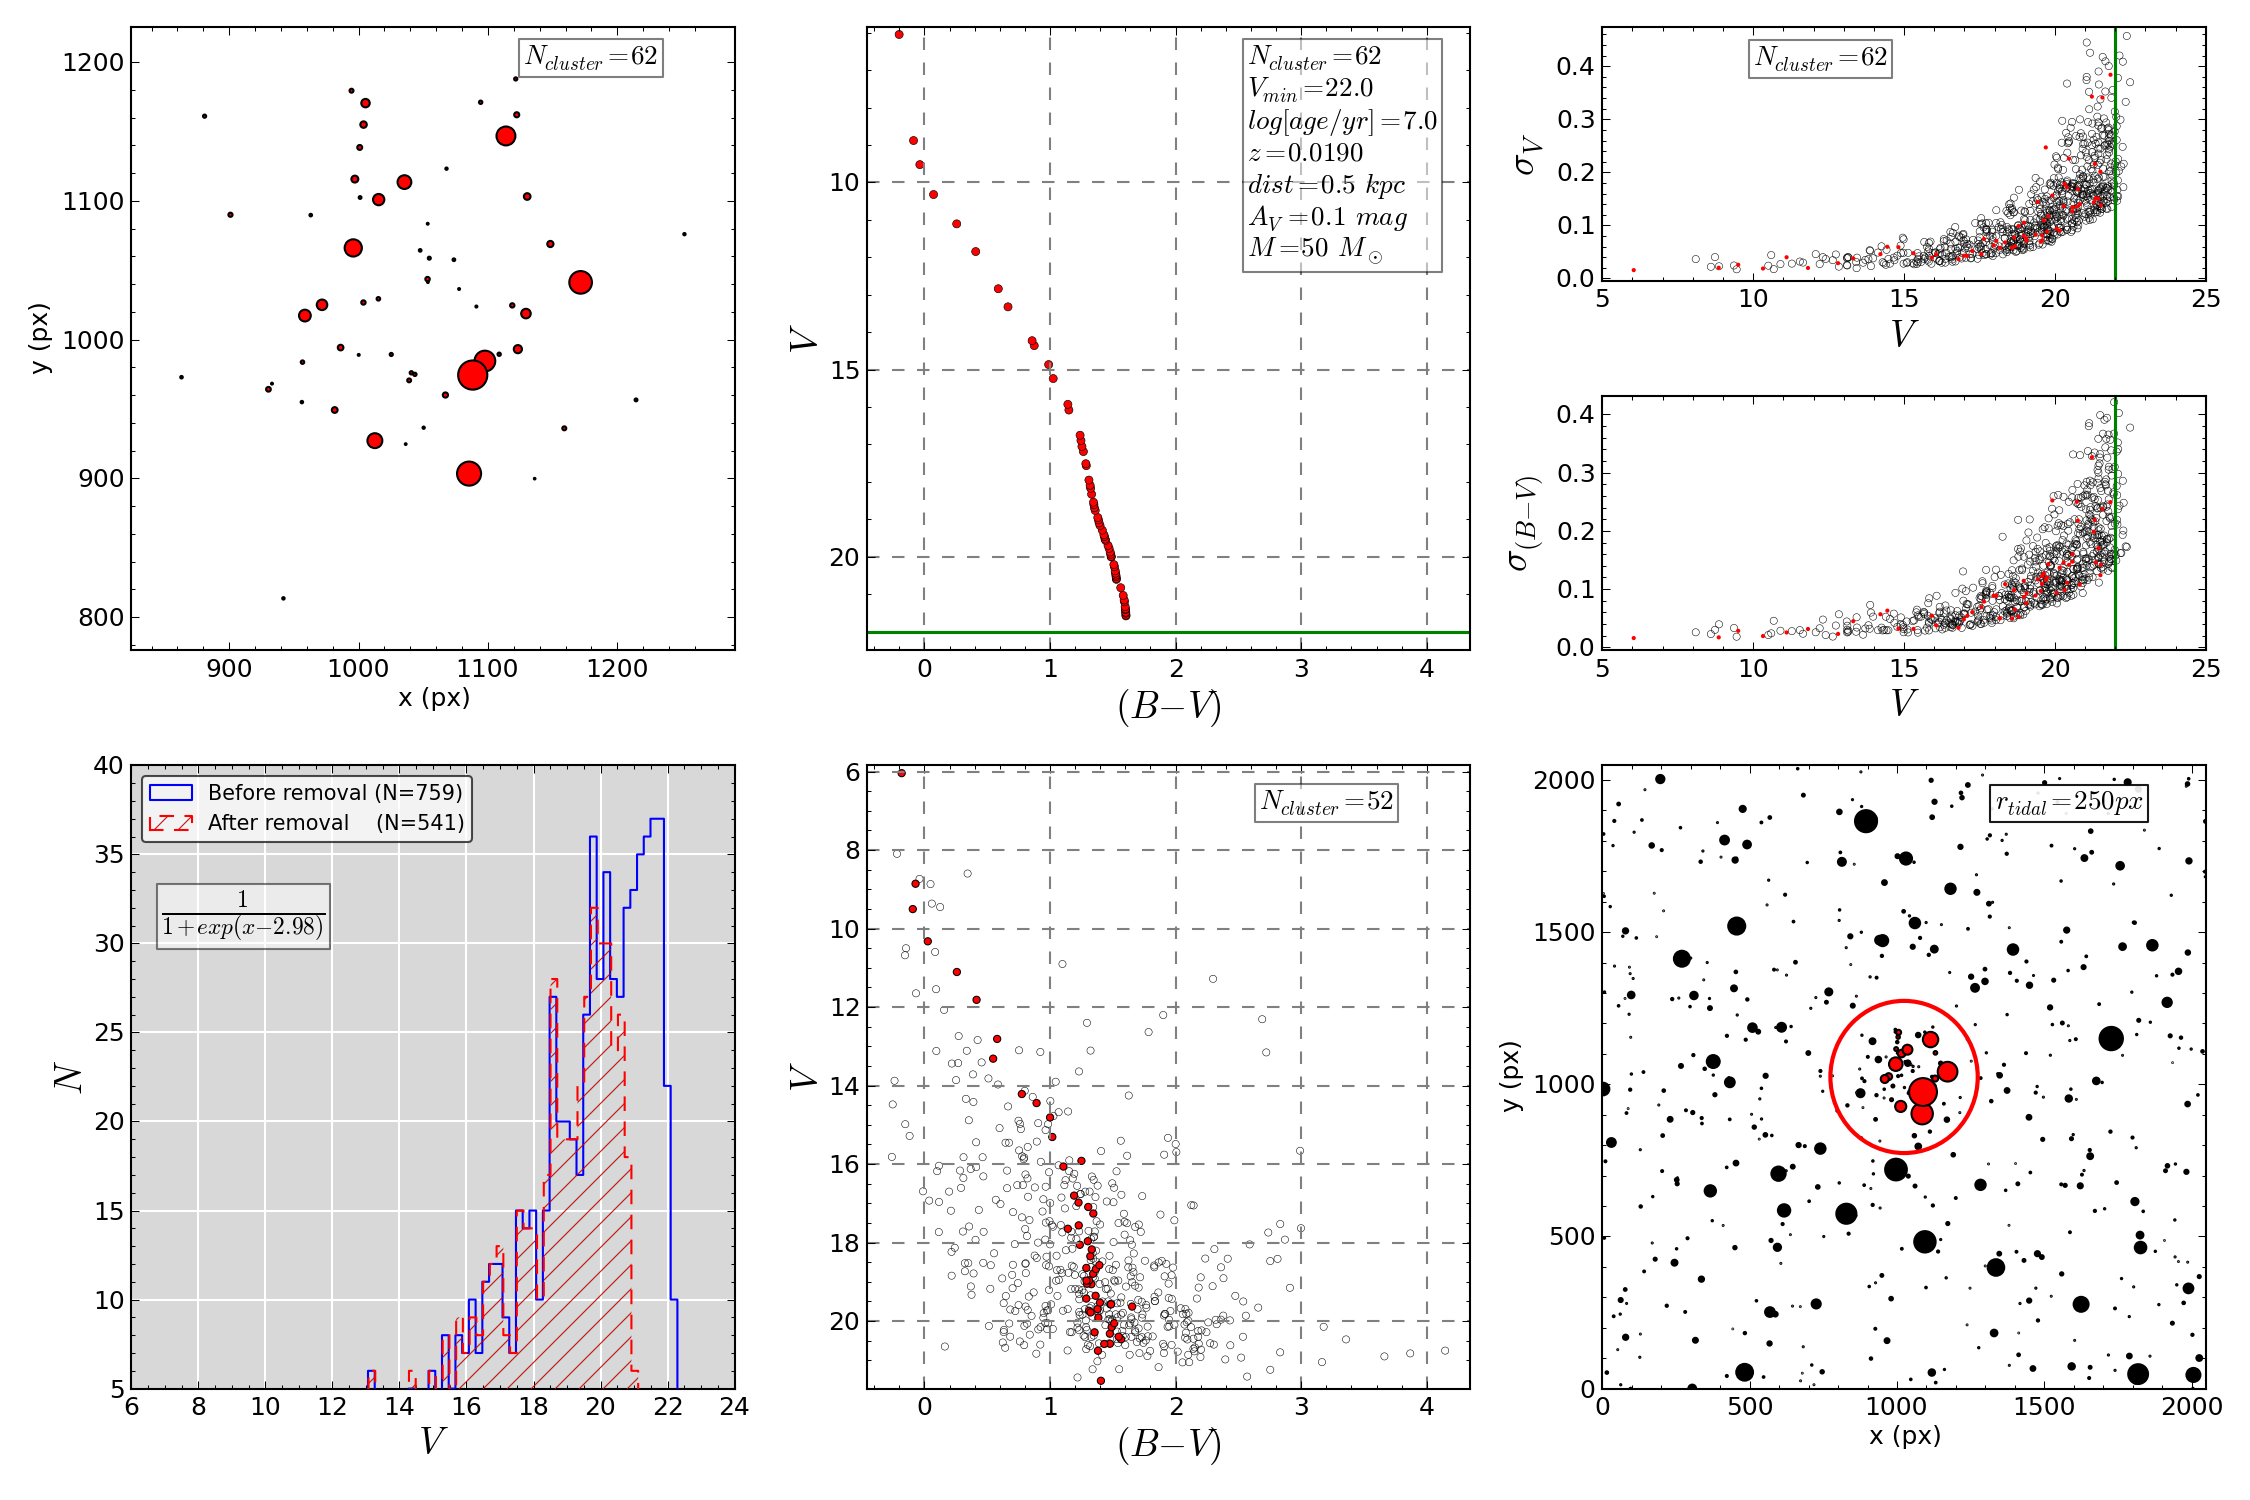 N_cluster=62
1200
1100
1000
900
800
y (px)
900 1000 1100 1200
x (px)
N_cluster=62
V_min=22.0
log[age/yr]=7.0
z=0.0190
dist=0.5 kpc
A_V=0.1 mag
M=50 M_⊙
10
15
20
V
0 1 2 3 4
(B−V)
N_cluster=62
0.4
0.3
0.2
0.1
0.0
σ_V
5 10 15 20 25
V
0.4
0.3
0.2
0.1
0.0
σ_(B−V)
5 10 15 20 25
V
Before removal (N=759)
After removal (N=541)
1
1+exp(x−2.98)
40
35
30
25
20
15
10
5
N
6 8 10 12 14 16 18 20 22 24
V
N_cluster=52
6
8
10
12
14
16
18
20
V
0 1 2 3 4
(B−V)
r_tidal=250px
2000
1500
1000
500
0
y (px)
0 500 1000 1500 2000
x (px)